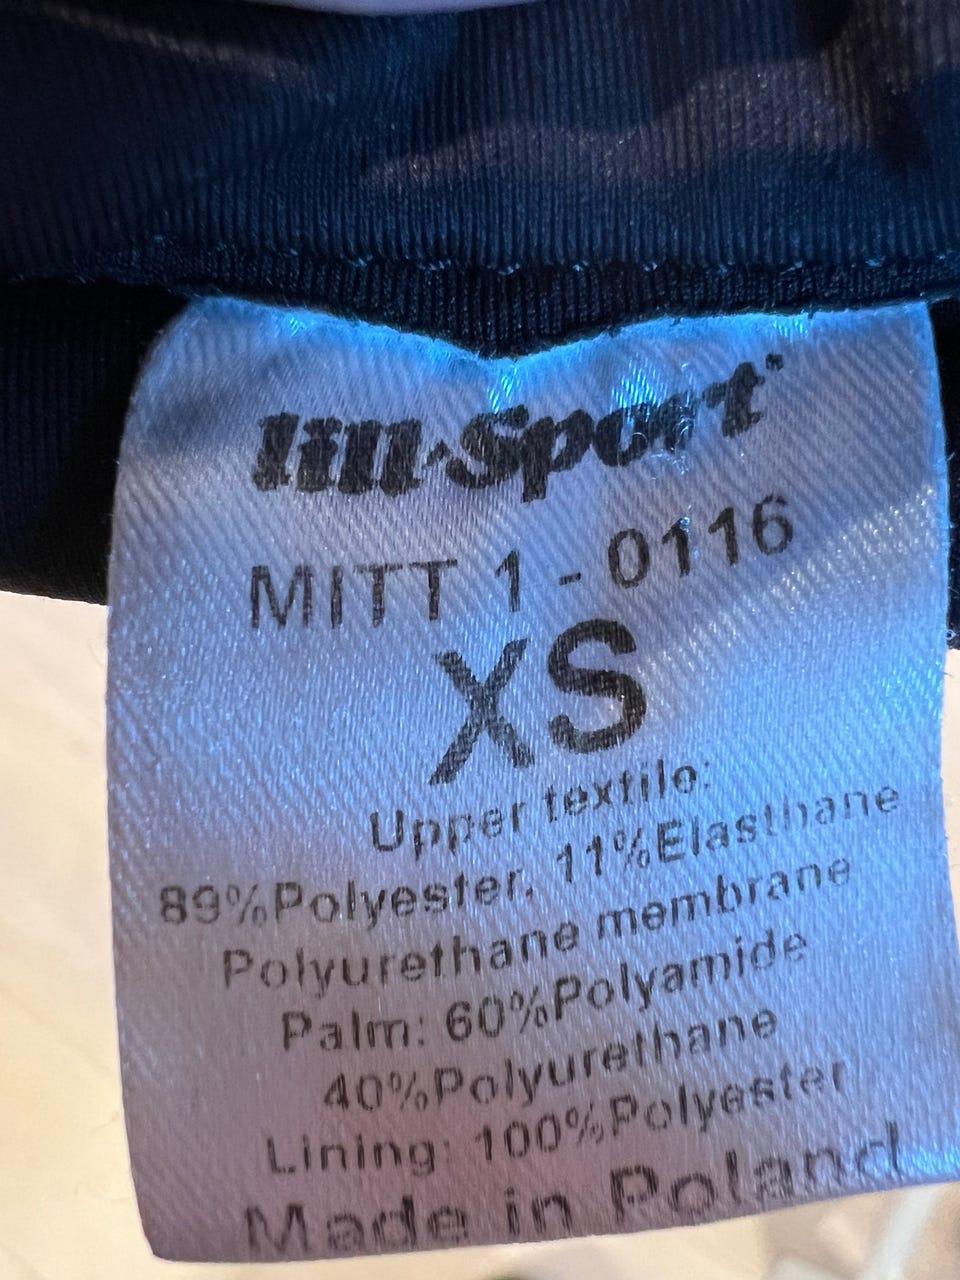 lill-Sport
MITT 1 - 0116
XS
Upper textile:
89%Polyester, 11%Elasthane
Polyurethane membrane
Palm: 60%Polyamide
40%Polyurethane
Lining: 100%Polyester
Made in Poland